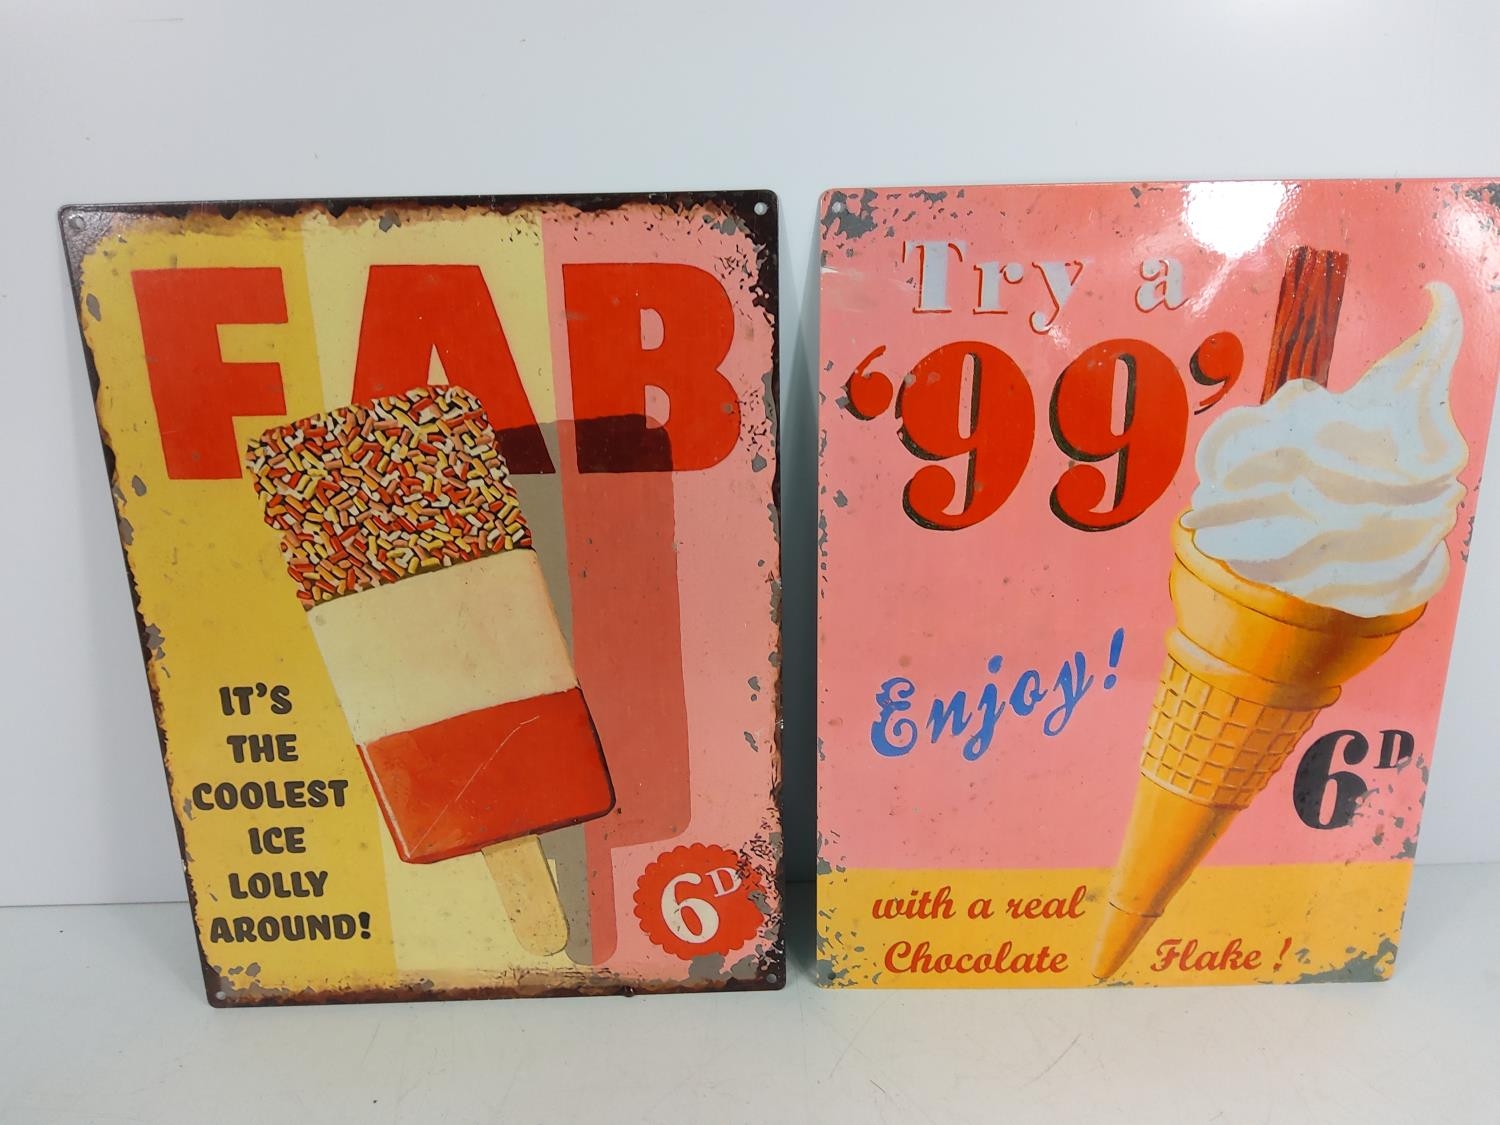 FAB
IT'S
THE
COOLEST
ICE
LOLLY
AROUND!
6D
Try a
'99'
Enjoy!
6D
with a real
Chocolate Flake!